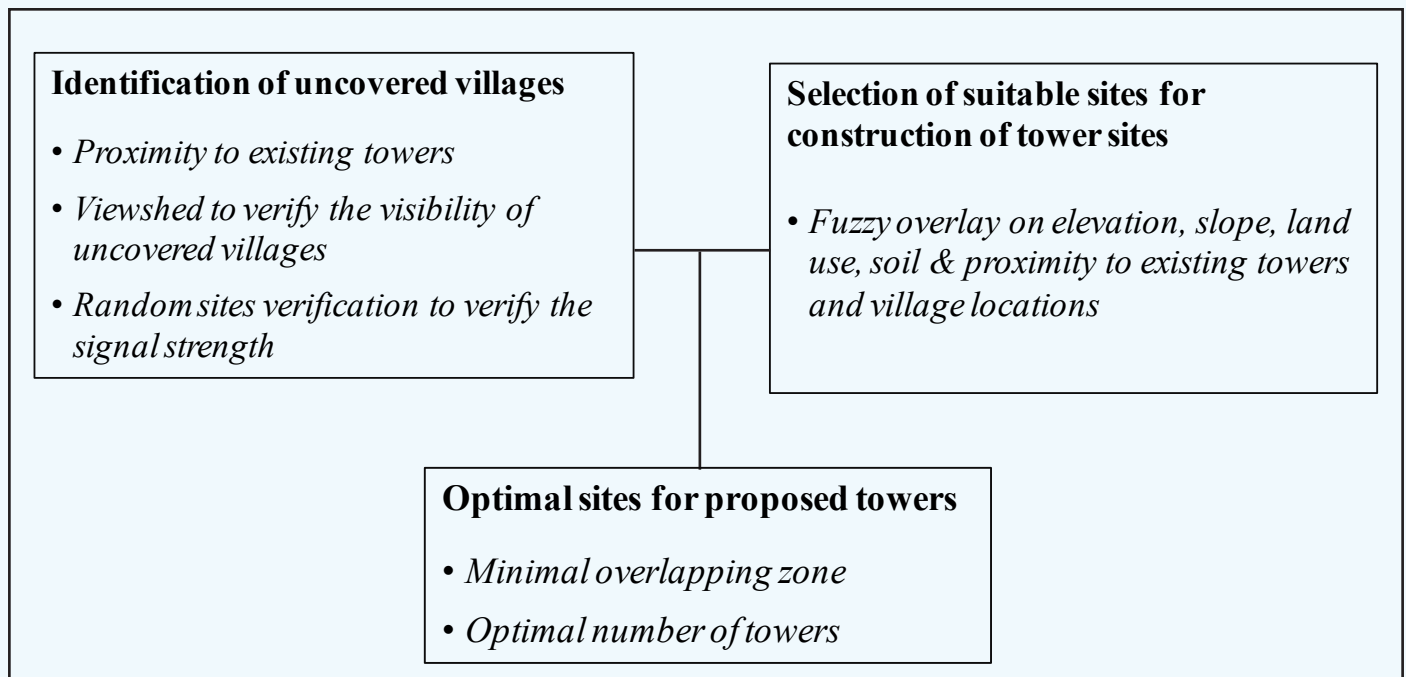 Identification of uncovered villages
• Proximity to existing towers
• Viewshed to verify the visibility of
uncovered villages
• Random sites verification to verify the
signal strength
Selection of suitable sites for
construction of tower sites
• Fuzzy overlay on elevation, slope, land
use, soil & proximity to existing towers
and village locations
Optimal sites for proposed towers
• Minimal overlapping zone
• Optimal number of towers